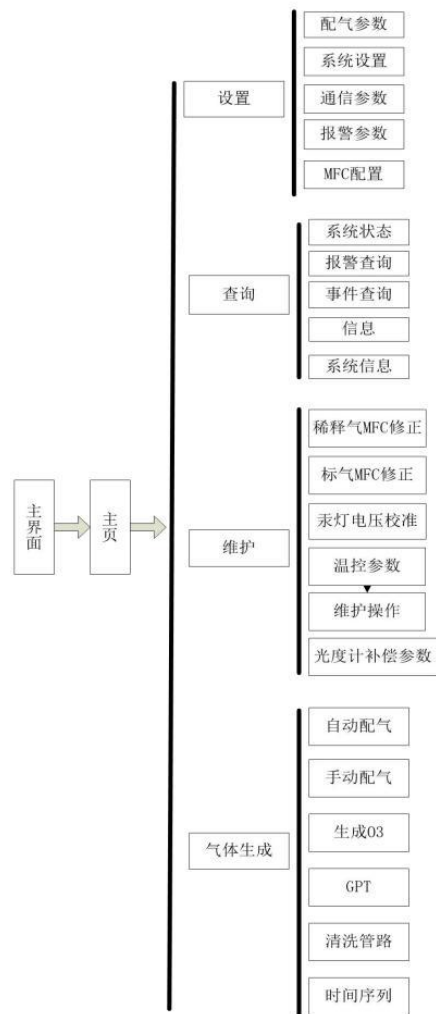 主界面
主页
设置
配气参数
系统设置
通信参数
报警参数
MFC配置
查询
系统状态
报警查询
事件查询
信息
系统信息
维护
稀释气MFC修正
标气MFC修正
汞灯电压校准
温控参数
维护操作
光度计补偿参数
气体生成
自动配气
手动配气
生成O3
GPT
清洗管路
时间序列